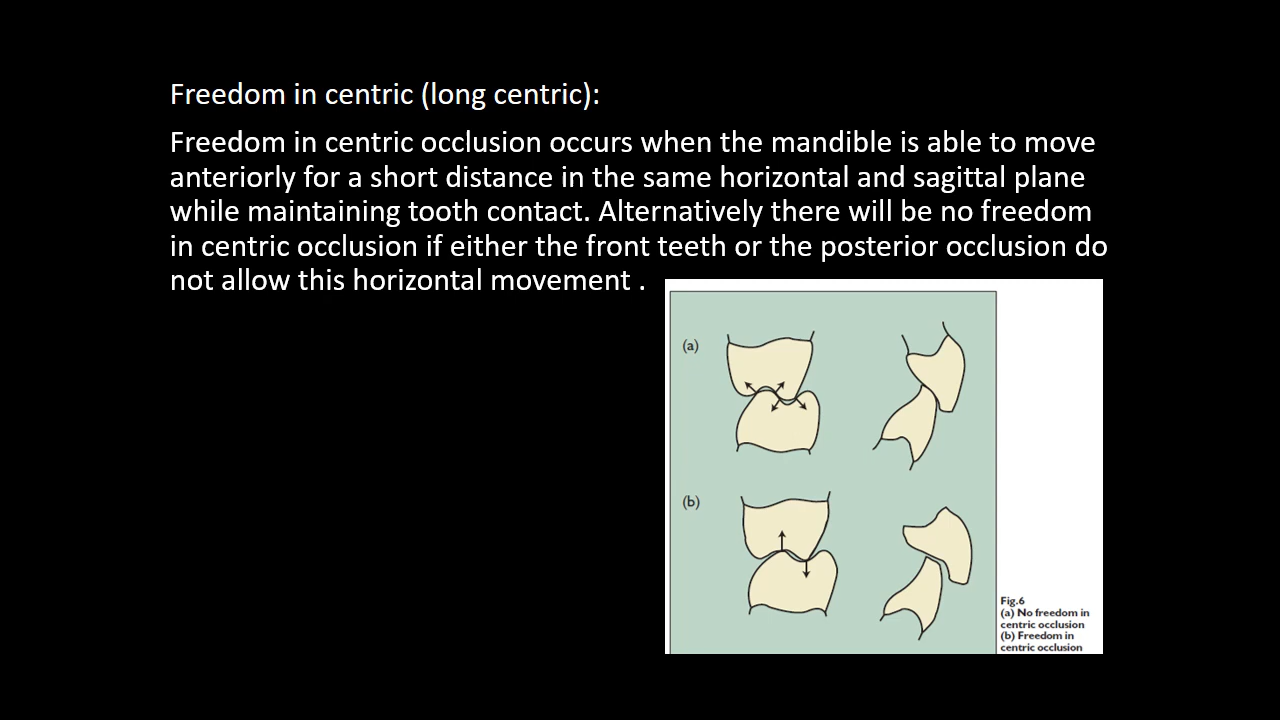 Freedom in centric (long centric):
Freedom in centric occlusion occurs when the mandible is able to move
anteriorly for a short distance in the same horizontal and sagittal plane
while maintaining tooth contact. Alternatively there will be no freedom
in centric occlusion if either the front teeth or the posterior occlusion do
not allow this horizontal movement .
(a)
(b)
Fig.6
(a) No freedom in
centric occlusion
(b) Freedom in
centric occlusion